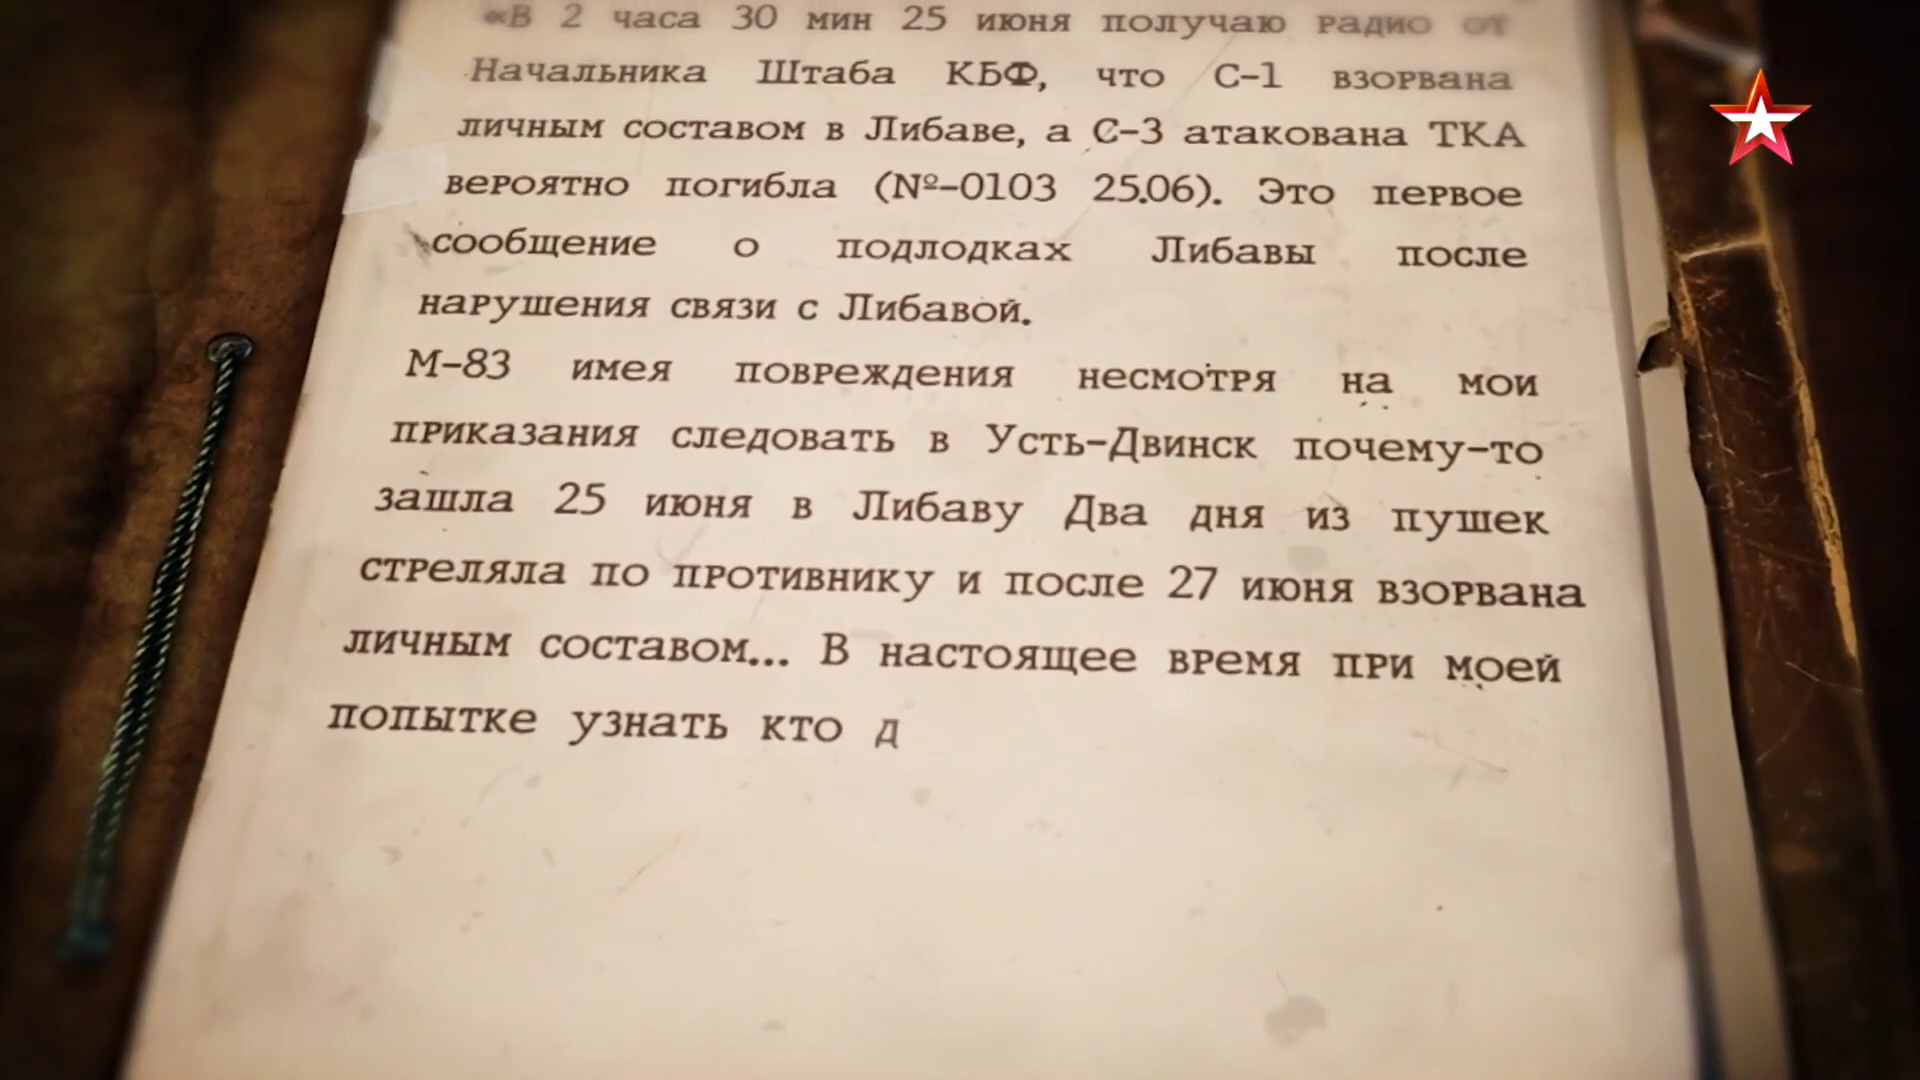 «В 2 часа 30 мин 25 июня получаю радио от
Начальника Штаба КБФ, что С-1 взорвана
личным составом в Либаве, а С-3 атакована ТКА
вероятно погибла (№-0103 25.06). Это первое
сообщение о подлодках Либавы после
нарушения связи с Либавой.
М-83 имея повреждения несмотря на мои
приказания следовать в Усть-Двинск почему-то
зашла 25 июня в Либаву Два дня из пушек
стреляла по противнику и после 27 июня взорвана
личным составом... В настоящее время при моей
попытке узнать кто д